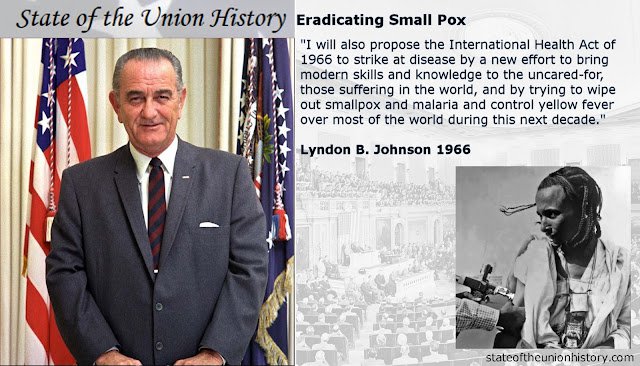 State of the Union History
Eradicating Small Pox
"I will also propose the International Health Act of
1966 to strike at disease by a new effort to bring
modern skills and knowledge to the uncared-for,
those suffering in the world, and by trying to wipe
out smallpox and malaria and control yellow fever
over most of the world during this next decade."
Lyndon B. Johnson 1966
stateoftheunionhistory.com